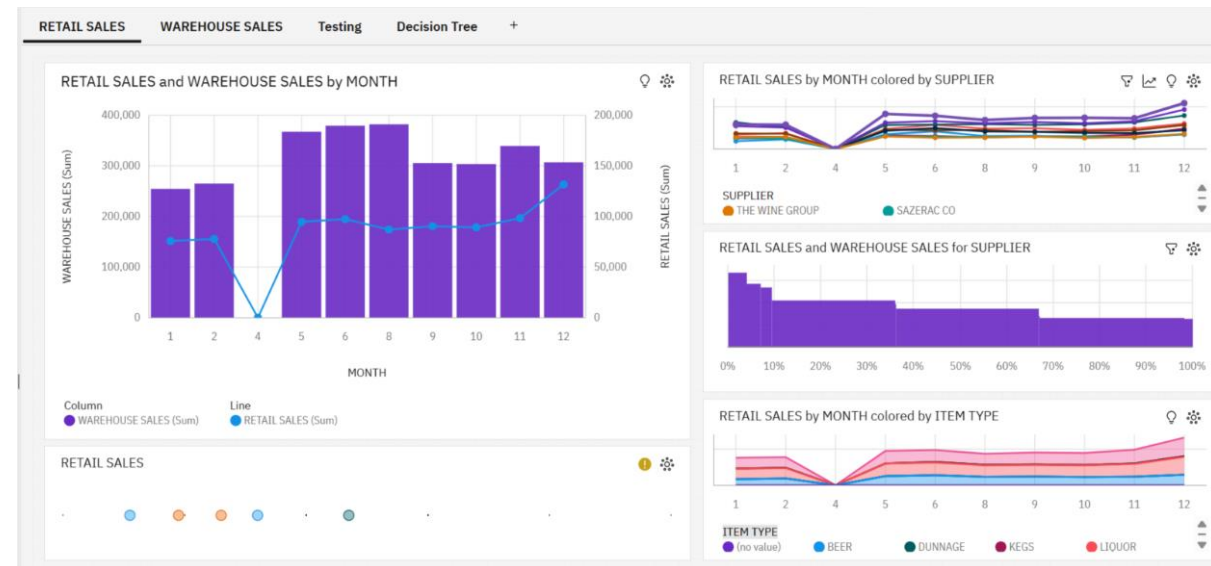 RETAIL SALES WAREHOUSE SALES Testing Decision Tree +
RETAIL SALES and WAREHOUSE SALES by MONTH
400,000 200,000
300,000 150,000
200,000 100,000
100,000 50,000
0 0
WAREHOUSE SALES (Sum)
RETAIL SALES (Sum)
1 2 4 5 6 8 9 10 11 12
MONTH
Column Line
WAREHOUSE SALES (Sum) RETAIL SALES (Sum)
RETAIL SALES
RETAIL SALES by MONTH colored by SUPPLIER
1 2 4 5 6 8 9 10 11 12
SUPPLIER
THE WINE GROUP SAZERAC CO
RETAIL SALES and WAREHOUSE SALES for SUPPLIER
0% 10% 20% 30% 40% 50% 60% 70% 80% 90% 100%
RETAIL SALES by MONTH colored by ITEM TYPE
1 2 4 5 6 8 9 10 11 12
ITEM TYPE
(no value) BEER DUNNAGE KEGS LIQUOR